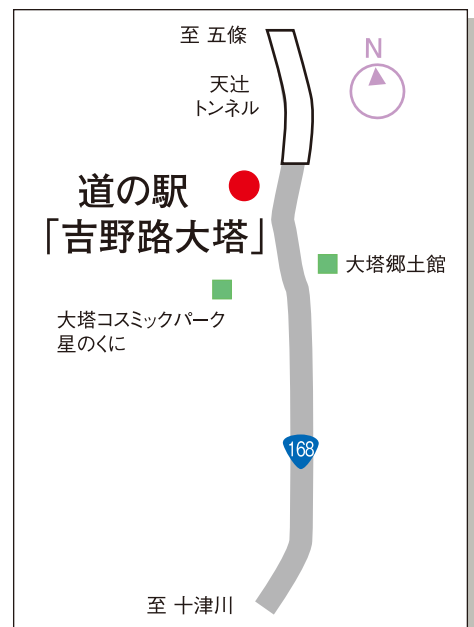 至 五條
N
天辻
トンネル
道の駅
「吉野路大塔」
大塔郷土館
大塔コスミックパーク
星のくに
168
至 十津川